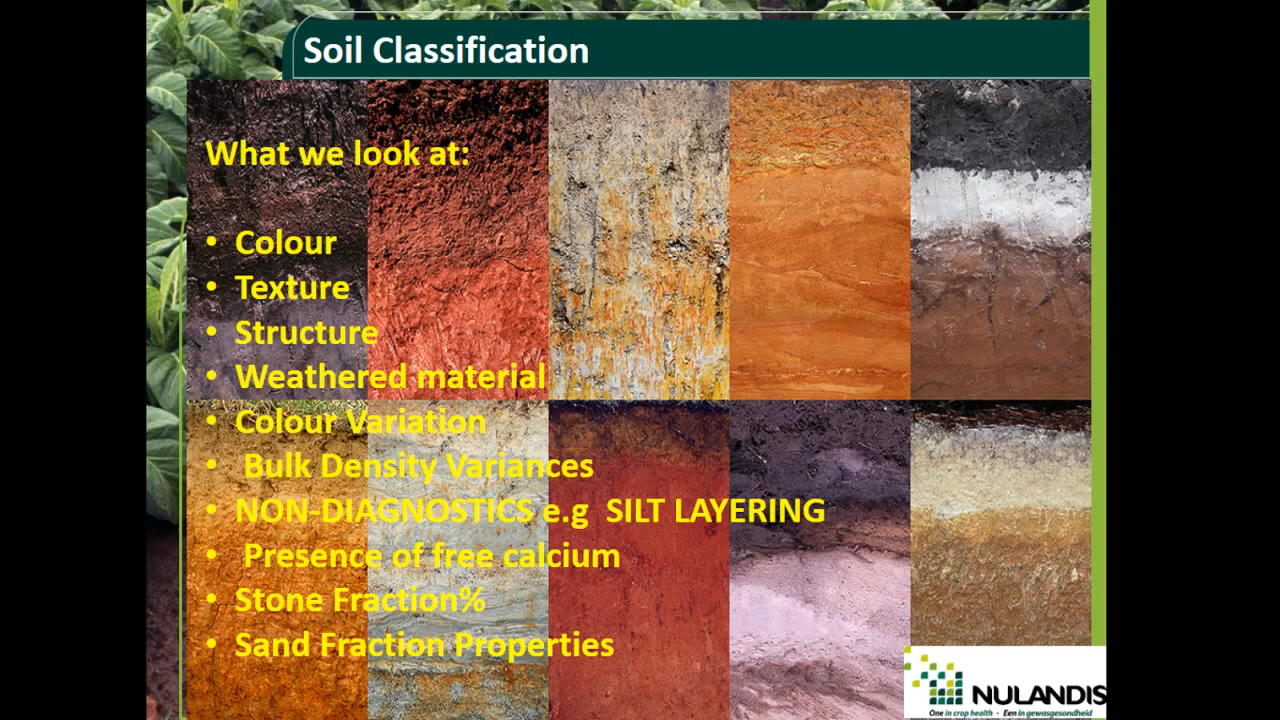 Soil Classification
What we look at:
• Colour
• Texture
• Structure
• Weathered material
• Colour Variation
• Bulk Density Variances
• NON-DIAGNOSTICS e.g SILT LAYERING
• Presence of free calcium
• Stone Fraction%
• Sand Fraction Properties
NULANDIS
One in crop health • Een in gewasgesondheid